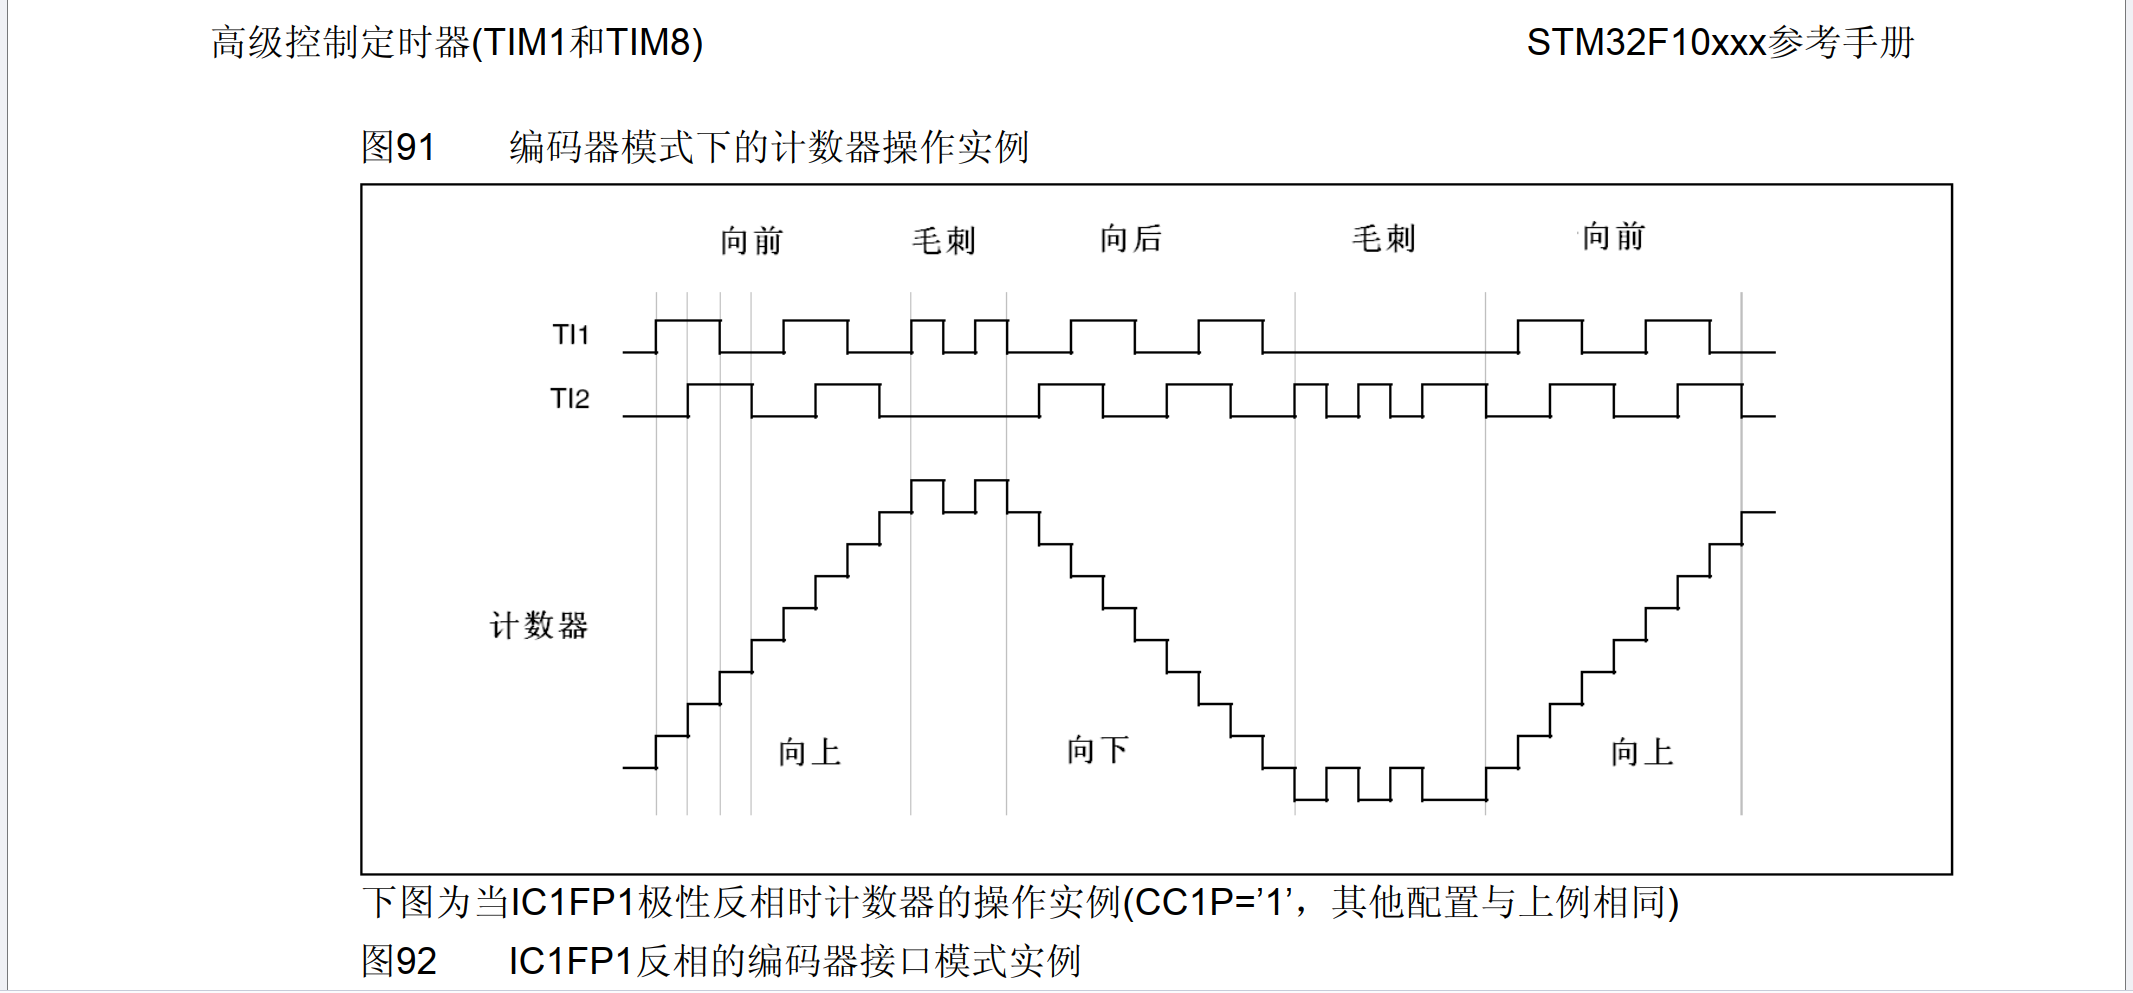 高级控制定时器(TIM1和TIM8) STM32F10xxx参考手册
图91 编码器模式下的计数器操作实例
向前 毛刺 向后 毛刺 向前
TI1
TI2
计数器
向上 向下 向上
下图为当IC1FP1极性反相时计数器的操作实例(CC1P=’1’，其他配置与上例相同)
图92 IC1FP1反相的编码器接口模式实例